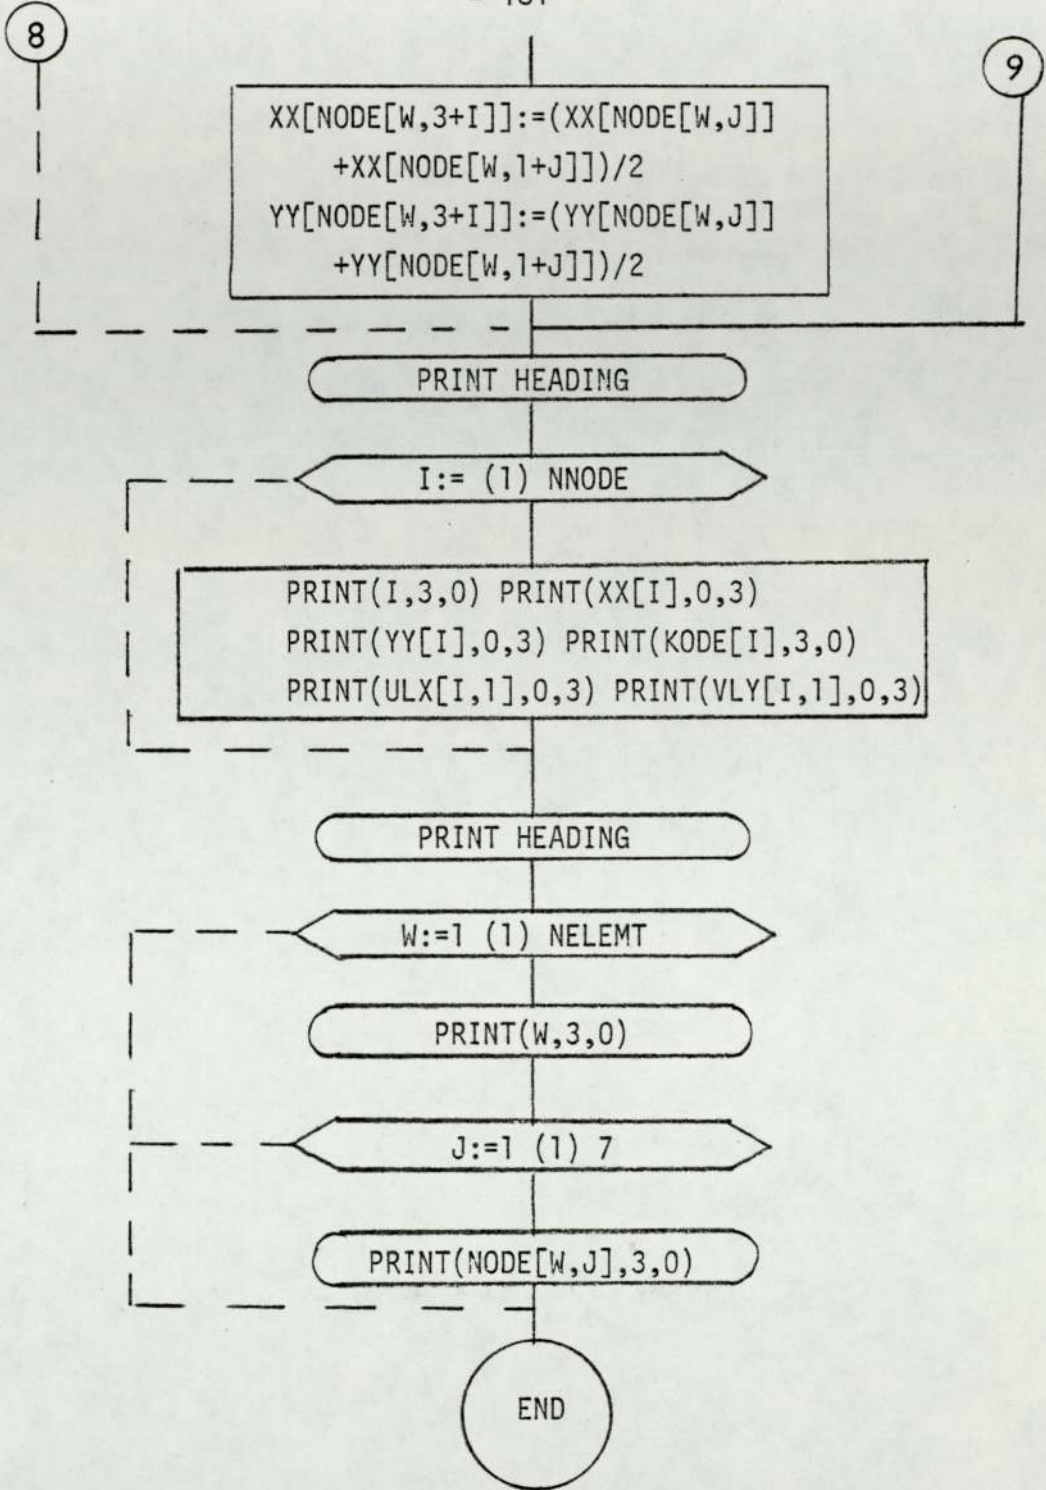 8
9
XX[NODE[W,3+I]]:=(XX[NODE[W,J]]
+XX[NODE[W,1+J]])/2
YY[NODE[W,3+I]]:=(YY[NODE[W,J]]
+YY[NODE[W,1+J]])/2
PRINT HEADING
I:= (1) NNODE
PRINT(I,3,0) PRINT(XX[I],0,3)
PRINT(YY[I],0,3) PRINT(KODE[I],3,0)
PRINT(ULX[I,1],0,3) PRINT(VLY[I,1],0,3)
PRINT HEADING
W:=1 (1) NELEMT
PRINT(W,3,0)
J:=1 (1) 7
PRINT(NODE[W,J],3,0)
END